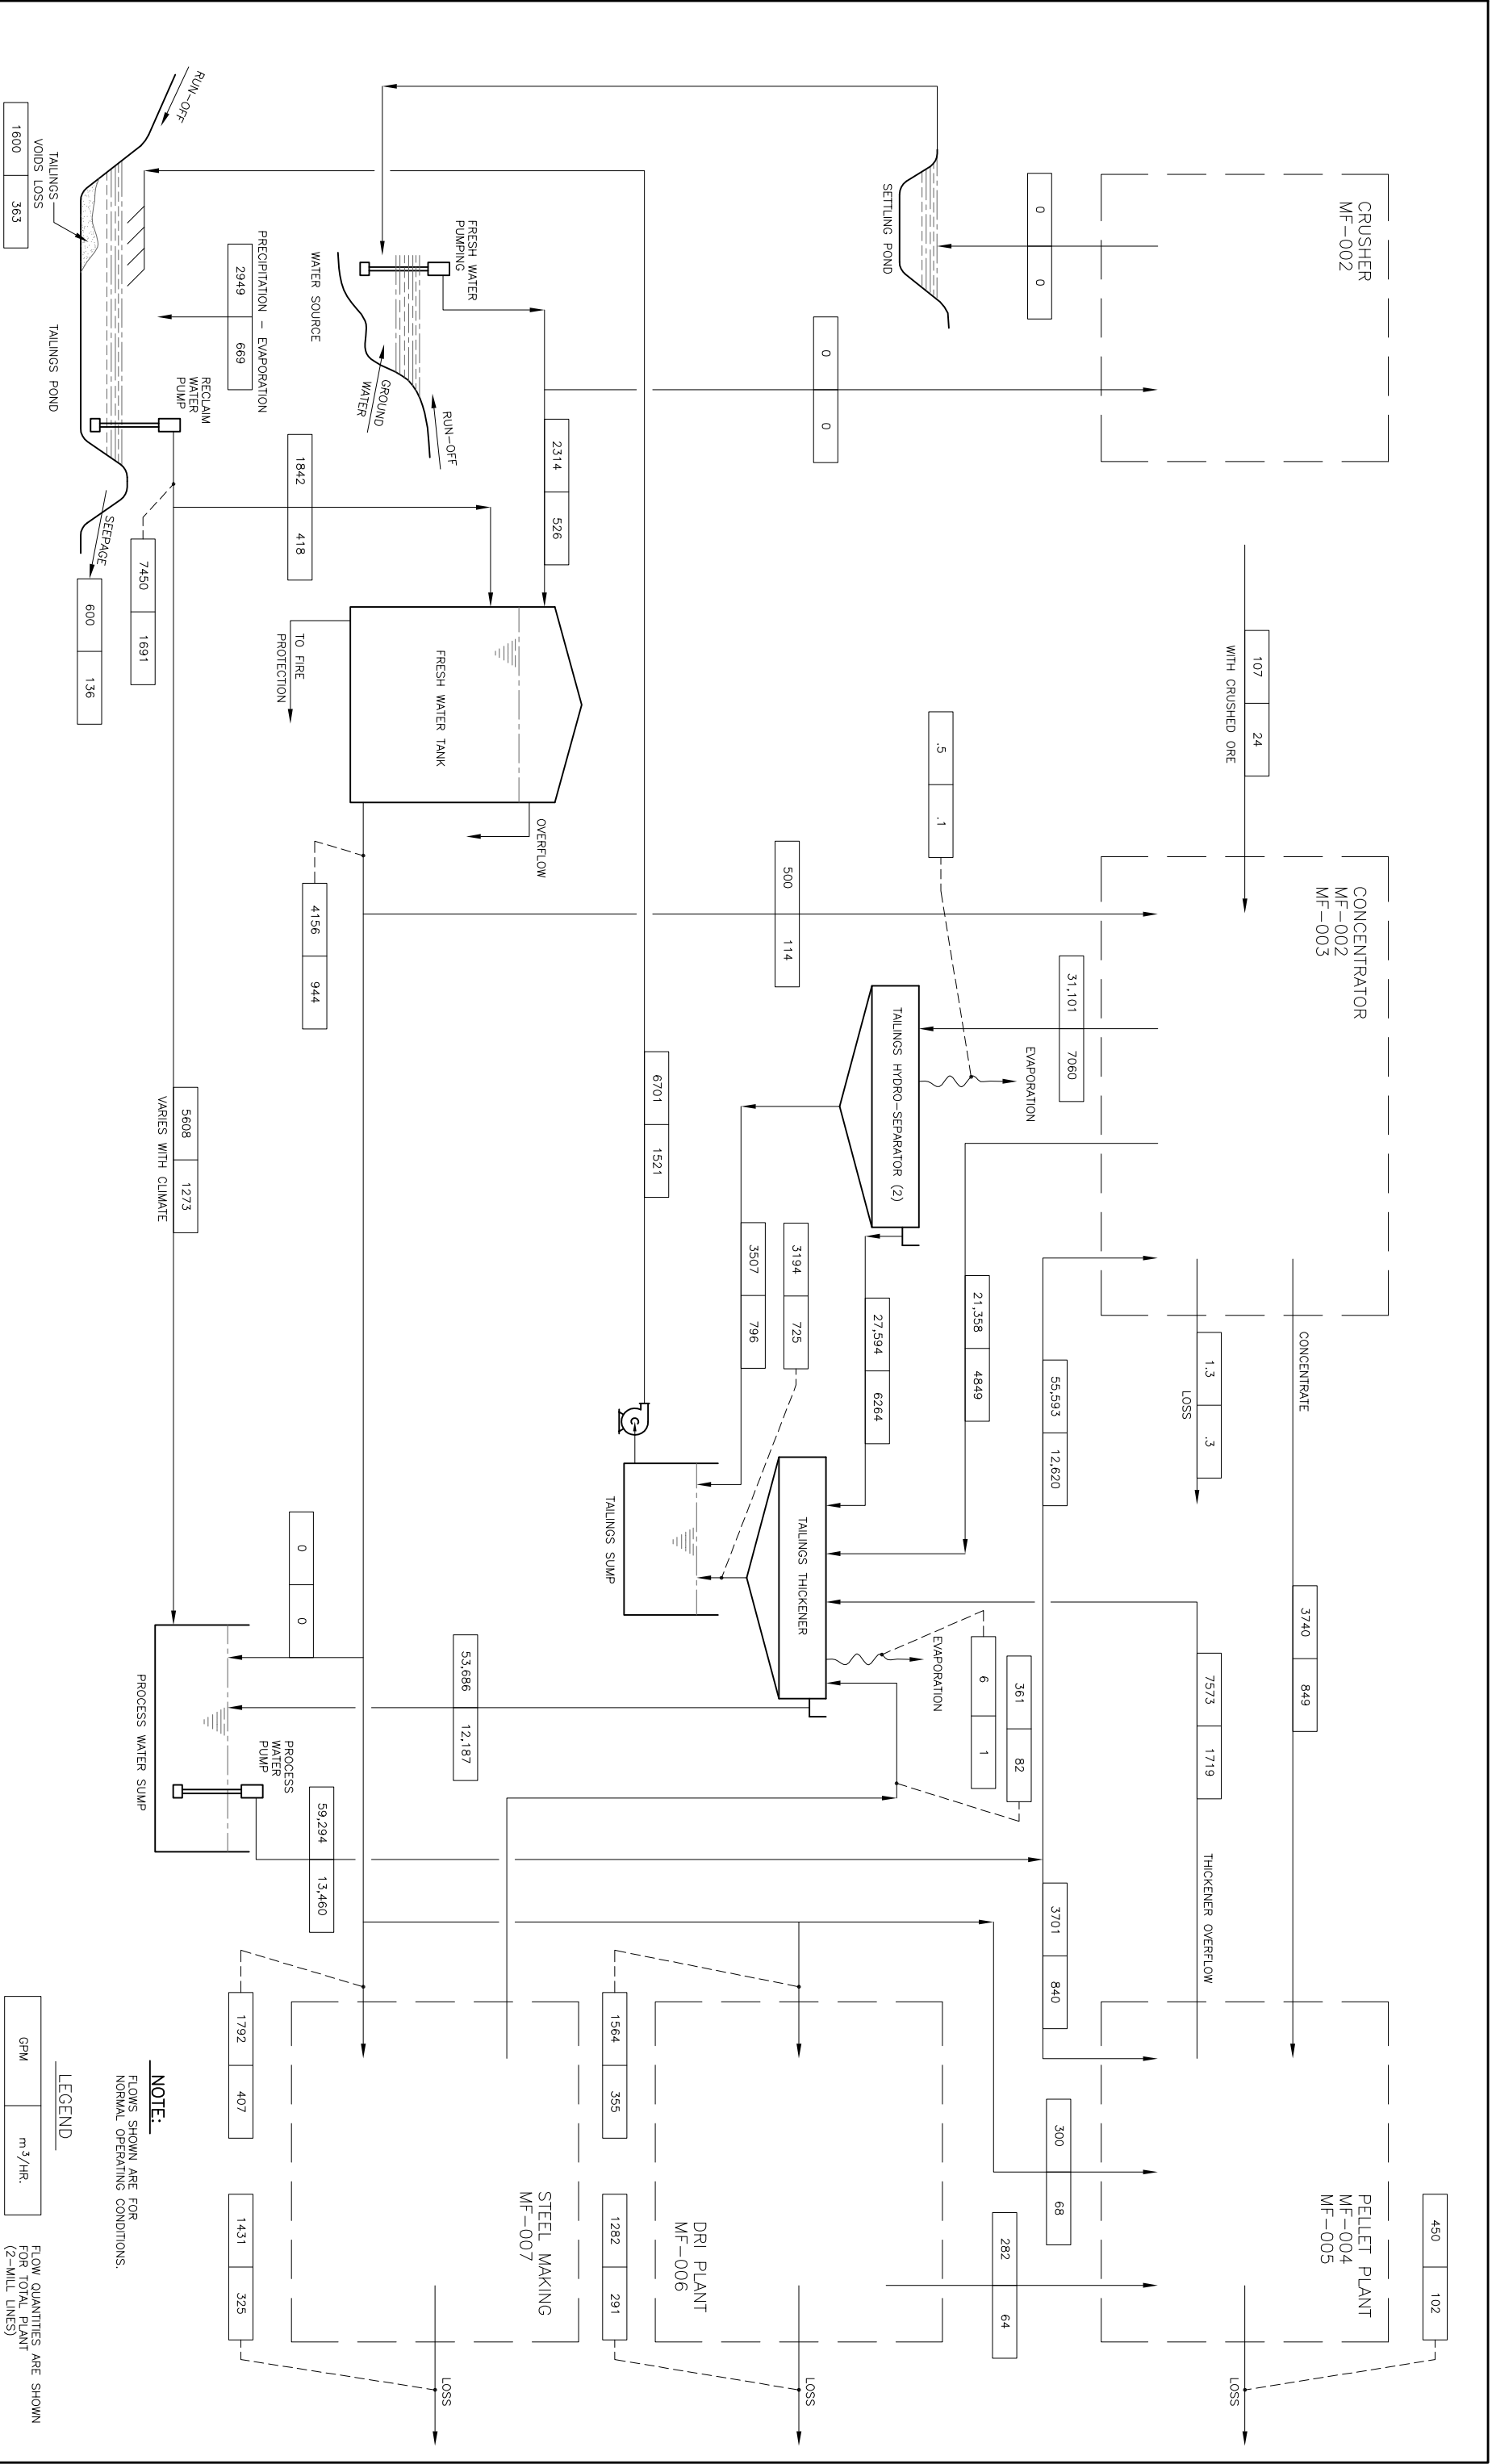 CRUSHER
MF-002
CONCENTRATOR
MF-002
MF-003
PELLET PLANT
MF-004
MF-005
450 102
107 24
WITH CRUSHED ORE
CONCENTRATE
3740 849
1.3 .3
LOSS
7573 1719
THICKENER OVERFLOW
LOSS
0 0
SETTLING POND
31,101 7060
EVAPORATION
55,593 12,620
3701 840
300 68
282 64
.5 .1
TAILINGS HYDRO-SEPARATOR (2)
21,358 4849
27,594 6264
361 82
6 1
EVAPORATION
0 0
500 114
3194 725
3507 796
TAILINGS THICKENER
LOSS
DRI PLANT
MF-006
6701 1521
TAILINGS SUMP
1564 355
1282 291
FRESH WATER
PUMPING
WATER SOURCE
GROUND
WATER
RUN-OFF
2314 526
OVERFLOW
FRESH WATER TANK
TO FIRE
PROTECTION
4156 944
STEEL MAKING
MF-007
LOSS
53,686 12,187
59,294 13,460
0 0
PROCESS
WATER
PUMP
PROCESS WATER SUMP
1792 407
1431 325
1842 418
PRECIPITATION - EVAPORATION
2949 669
RUN-OFF
RECLAIM
WATER
PUMP
7450 1691
5608 1273
VARIES WITH CLIMATE
SEEPAGE
600 136
TAILINGS POND
TAILINGS
VOIDS LOSS
1600 363
NOTE:
FLOWS SHOWN ARE FOR
NORMAL OPERATING CONDITIONS.
LEGEND
GPM m³/HR.
FLOW QUANTITIES ARE SHOWN
FOR TOTAL PLANT
(2-MILL LINES)